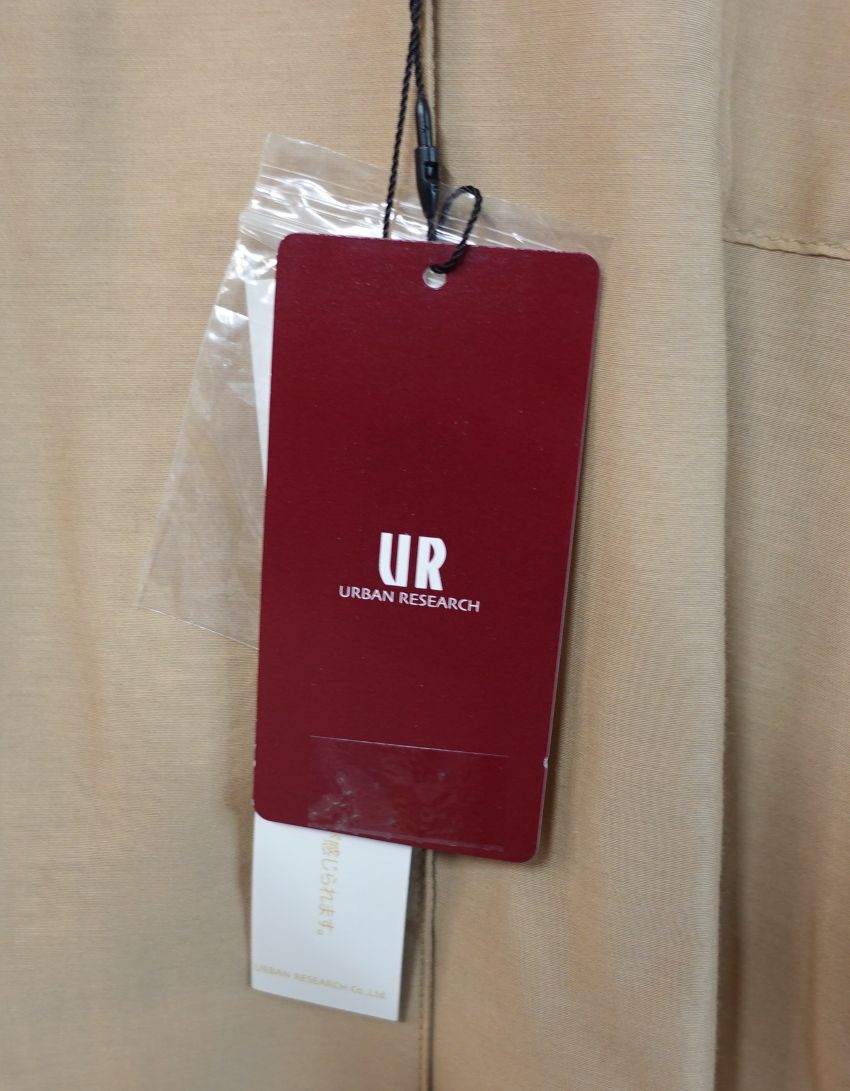 UR
URBAN RESEARCH
感じられます。
URBAN RESEARCH Co.,Ltd.